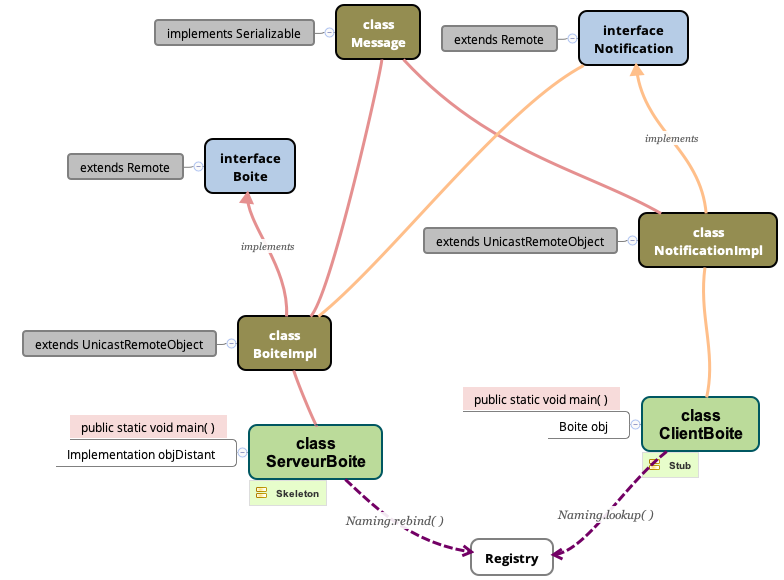 class
Message
implements Serializable
interface
Notification
extends Remote
implements
interface
Boite
extends Remote
implements
class
NotificationImpl
extends UnicastRemoteObject
class
BoiteImpl
extends UnicastRemoteObject
public static void main( )
Boite obj
class
ClientBoite
Stub
public static void main( )
Implementation objDistant
class
ServeurBoite
Skeleton
Naming.rebind( )
Naming.lookup( )
Registry